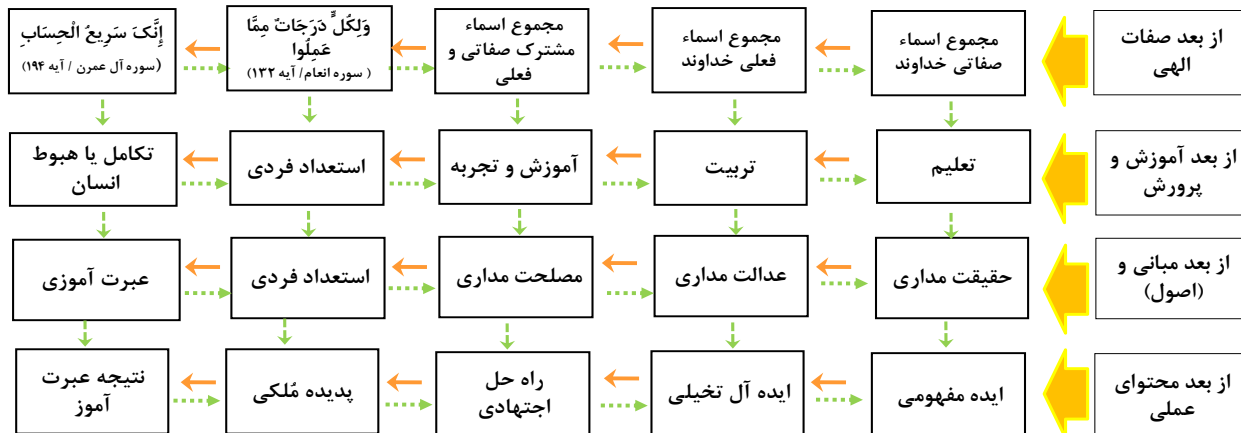 از بعد صفات
الهی
مجموع اسماء
صفاتی خداوند
مجموع اسماء
فعلی خداوند
مجموع اسماء
مشترک صفاتی و
فعلی
وَلِکُلٍّ دَرَجَاتٌ مِمَّا
عَمِلُوا
( سوره انعام/ آیه ۱۳۲)
إِنَّکَ سَرِیعُ الْحِسَابِ
(سوره آل عمرن / آیه ۱۹۴)
از بعد آموزش و
پرورش
تعلیم
تربیت
آموزش و تجربه
استعداد فردی
تکامل یا هبوط
انسان
از بعد مبانی و
(اصول)
حقیقت مداری
عدالت مداری
مصلحت مداری
استعداد فردی
عبرت آموزی
از بعد محتوای
عملی
ایده مفهومی
ایده آل تخیلی
راه حل
اجتهادی
پدیده مُلکی
نتیجه عبرت
آموز